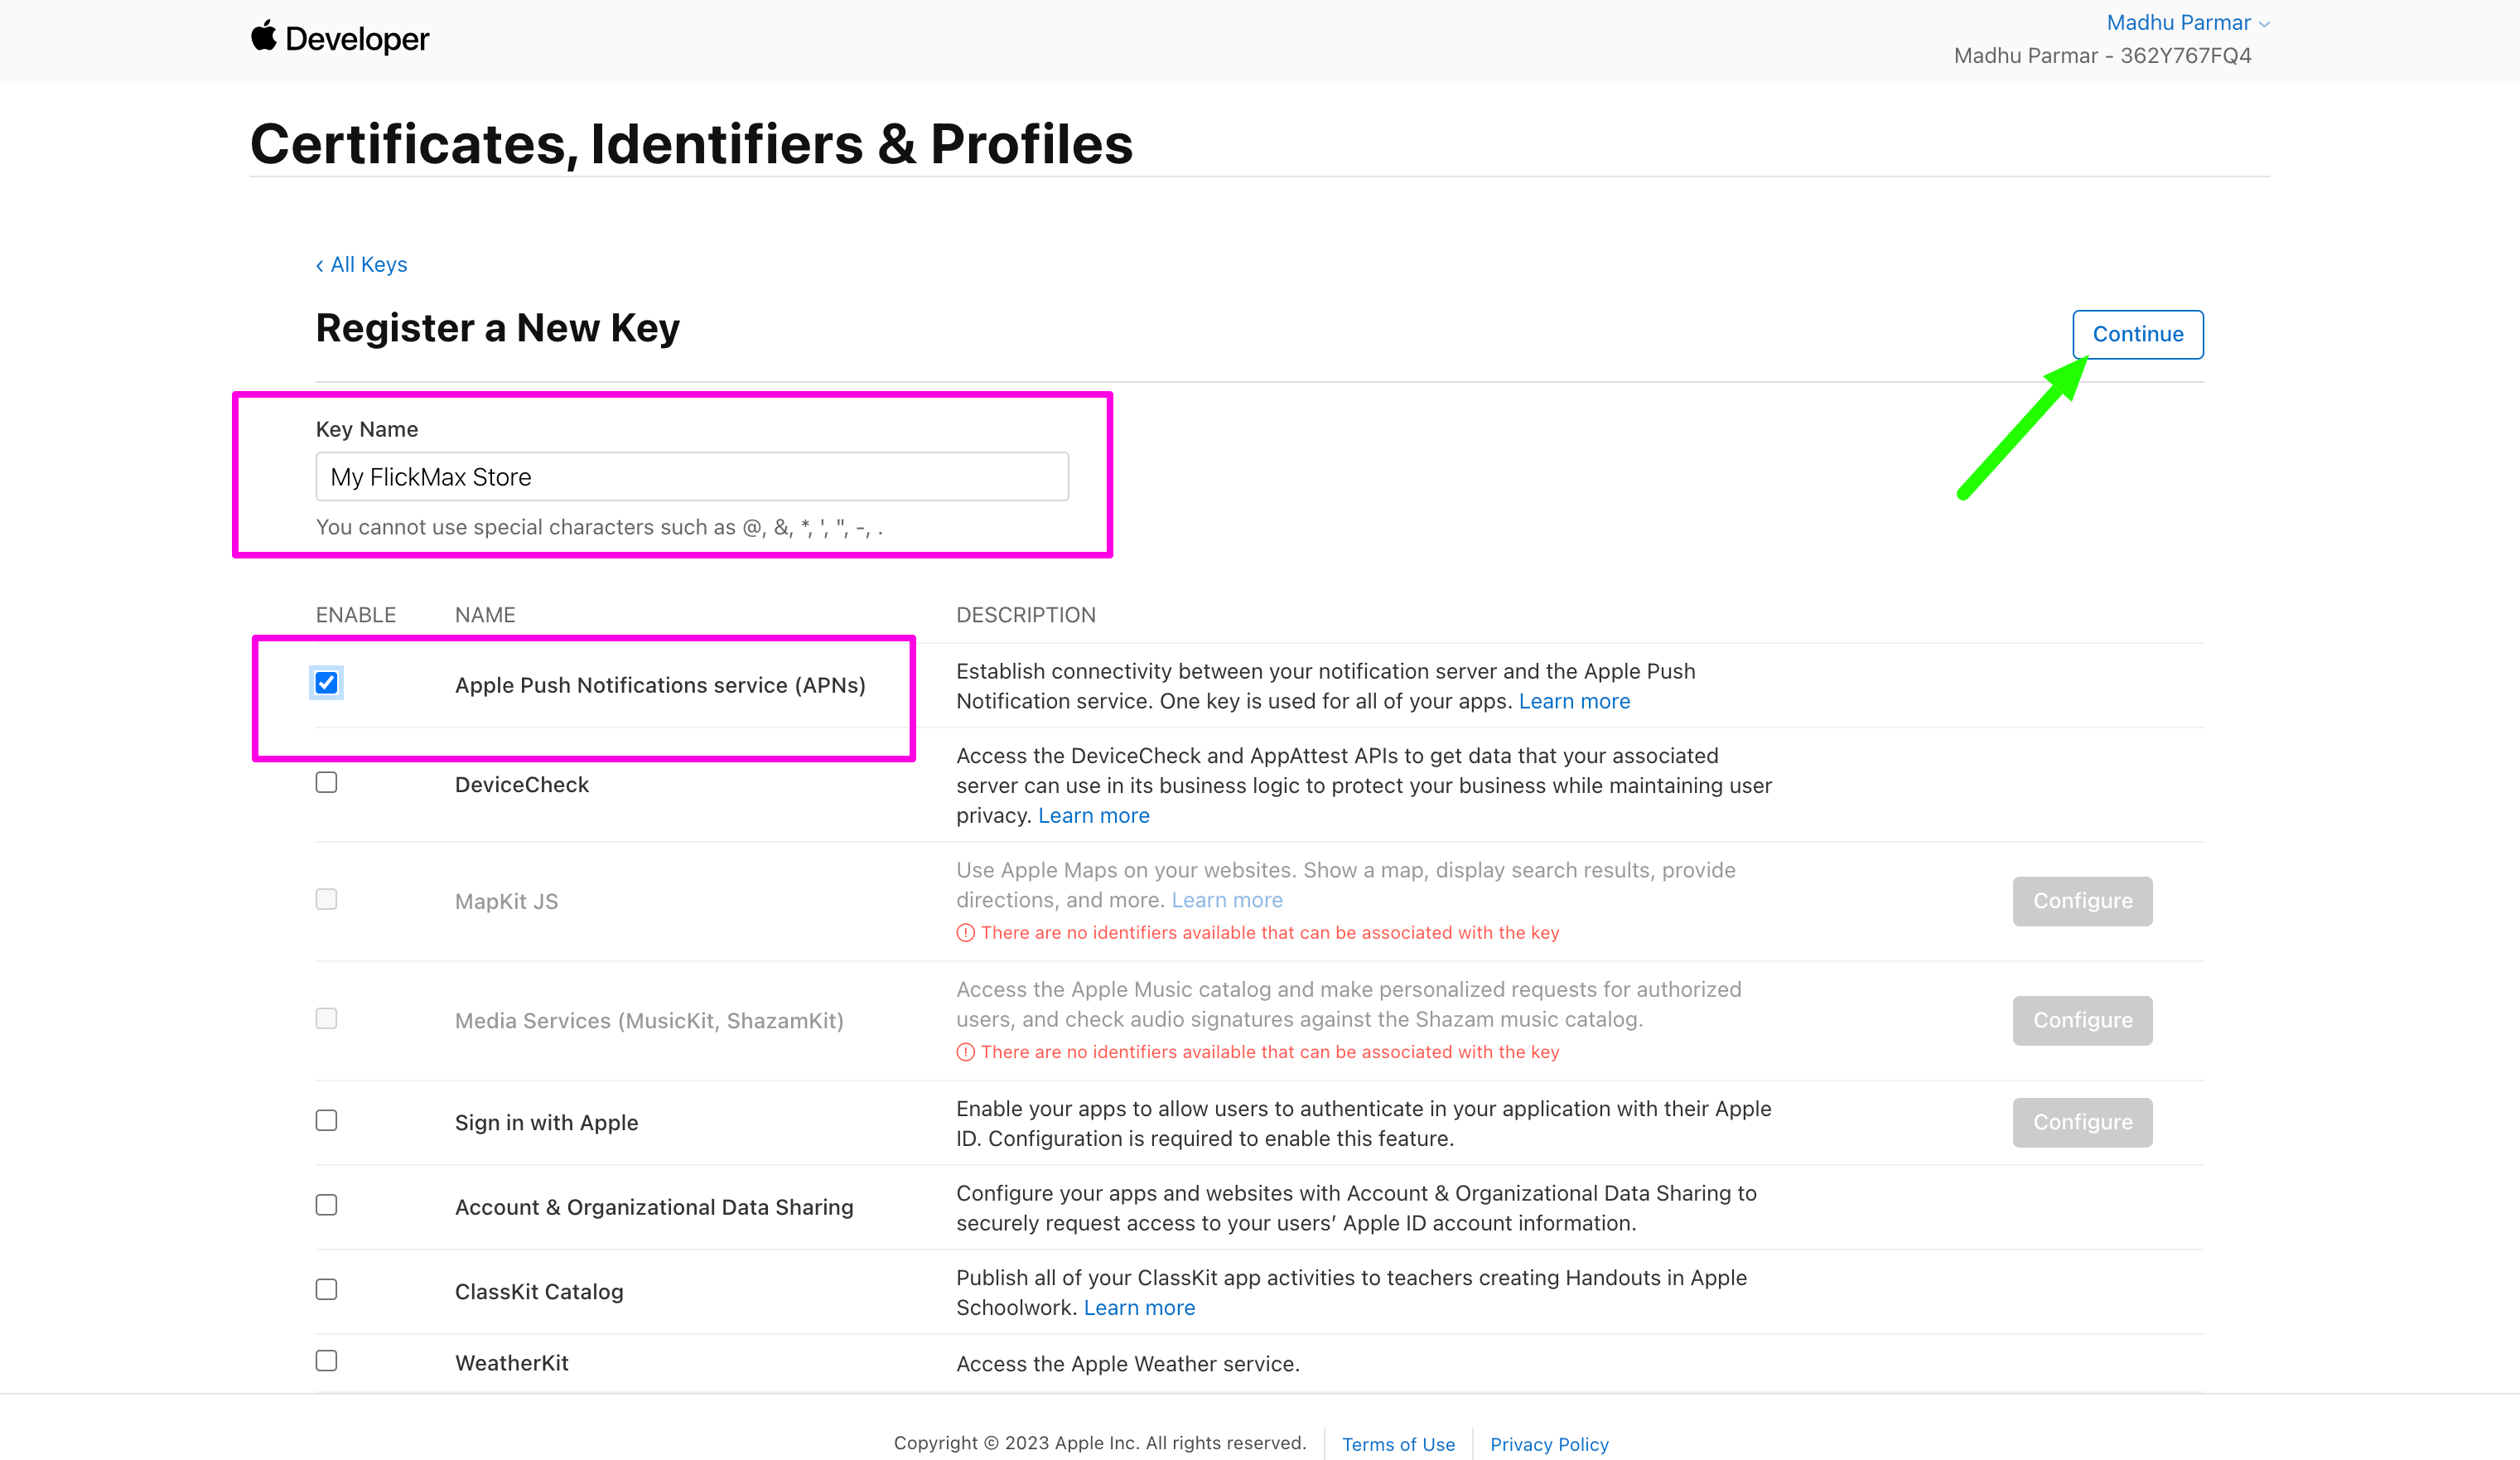 Developer
Madhu Parmar
Madhu Parmar - 362Y767FQ4
Certificates, Identifiers & Profiles
‹ All Keys
Register a New Key
Continue
Key Name
My FlickMax Store
You cannot use special characters such as @, &, *, ', ", -, .
ENABLE NAME DESCRIPTION
Apple Push Notifications service (APNs)
Establish connectivity between your notification server and the Apple Push
Notification service. One key is used for all of your apps. Learn more
DeviceCheck
Access the DeviceCheck and AppAttest APIs to get data that your associated
server can use in its business logic to protect your business while maintaining user
privacy. Learn more
MapKit JS
Use Apple Maps on your websites. Show a map, display search results, provide
directions, and more. Learn more
There are no identifiers available that can be associated with the key
Configure
Media Services (MusicKit, ShazamKit)
Access the Apple Music catalog and make personalized requests for authorized
users, and check audio signatures against the Shazam music catalog.
There are no identifiers available that can be associated with the key
Configure
Sign in with Apple
Enable your apps to allow users to authenticate in your application with their Apple
ID. Configuration is required to enable this feature.
Configure
Account & Organizational Data Sharing
Configure your apps and websites with Account & Organizational Data Sharing to
securely request access to your users’ Apple ID account information.
ClassKit Catalog
Publish all of your ClassKit app activities to teachers creating Handouts in Apple
Schoolwork. Learn more
WeatherKit
Access the Apple Weather service.
Copyright © 2023 Apple Inc. All rights reserved. Terms of Use Privacy Policy